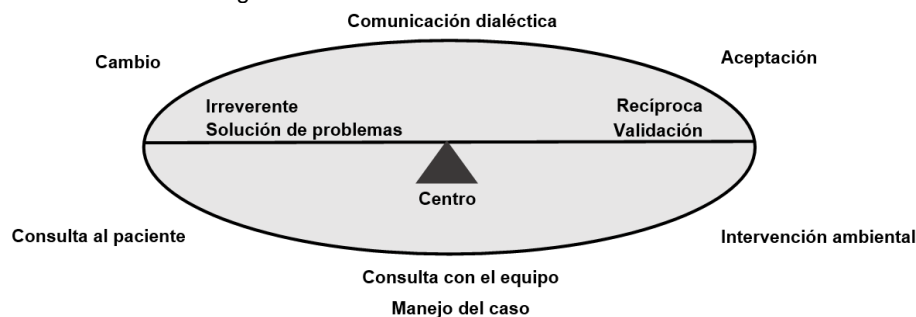 Comunicación dialéctica
Cambio
Aceptación
Irreverente
Recíproca
Solución de problemas
Validación
Centro
Consulta al paciente
Intervención ambiental
Consulta con el equipo
Manejo del caso